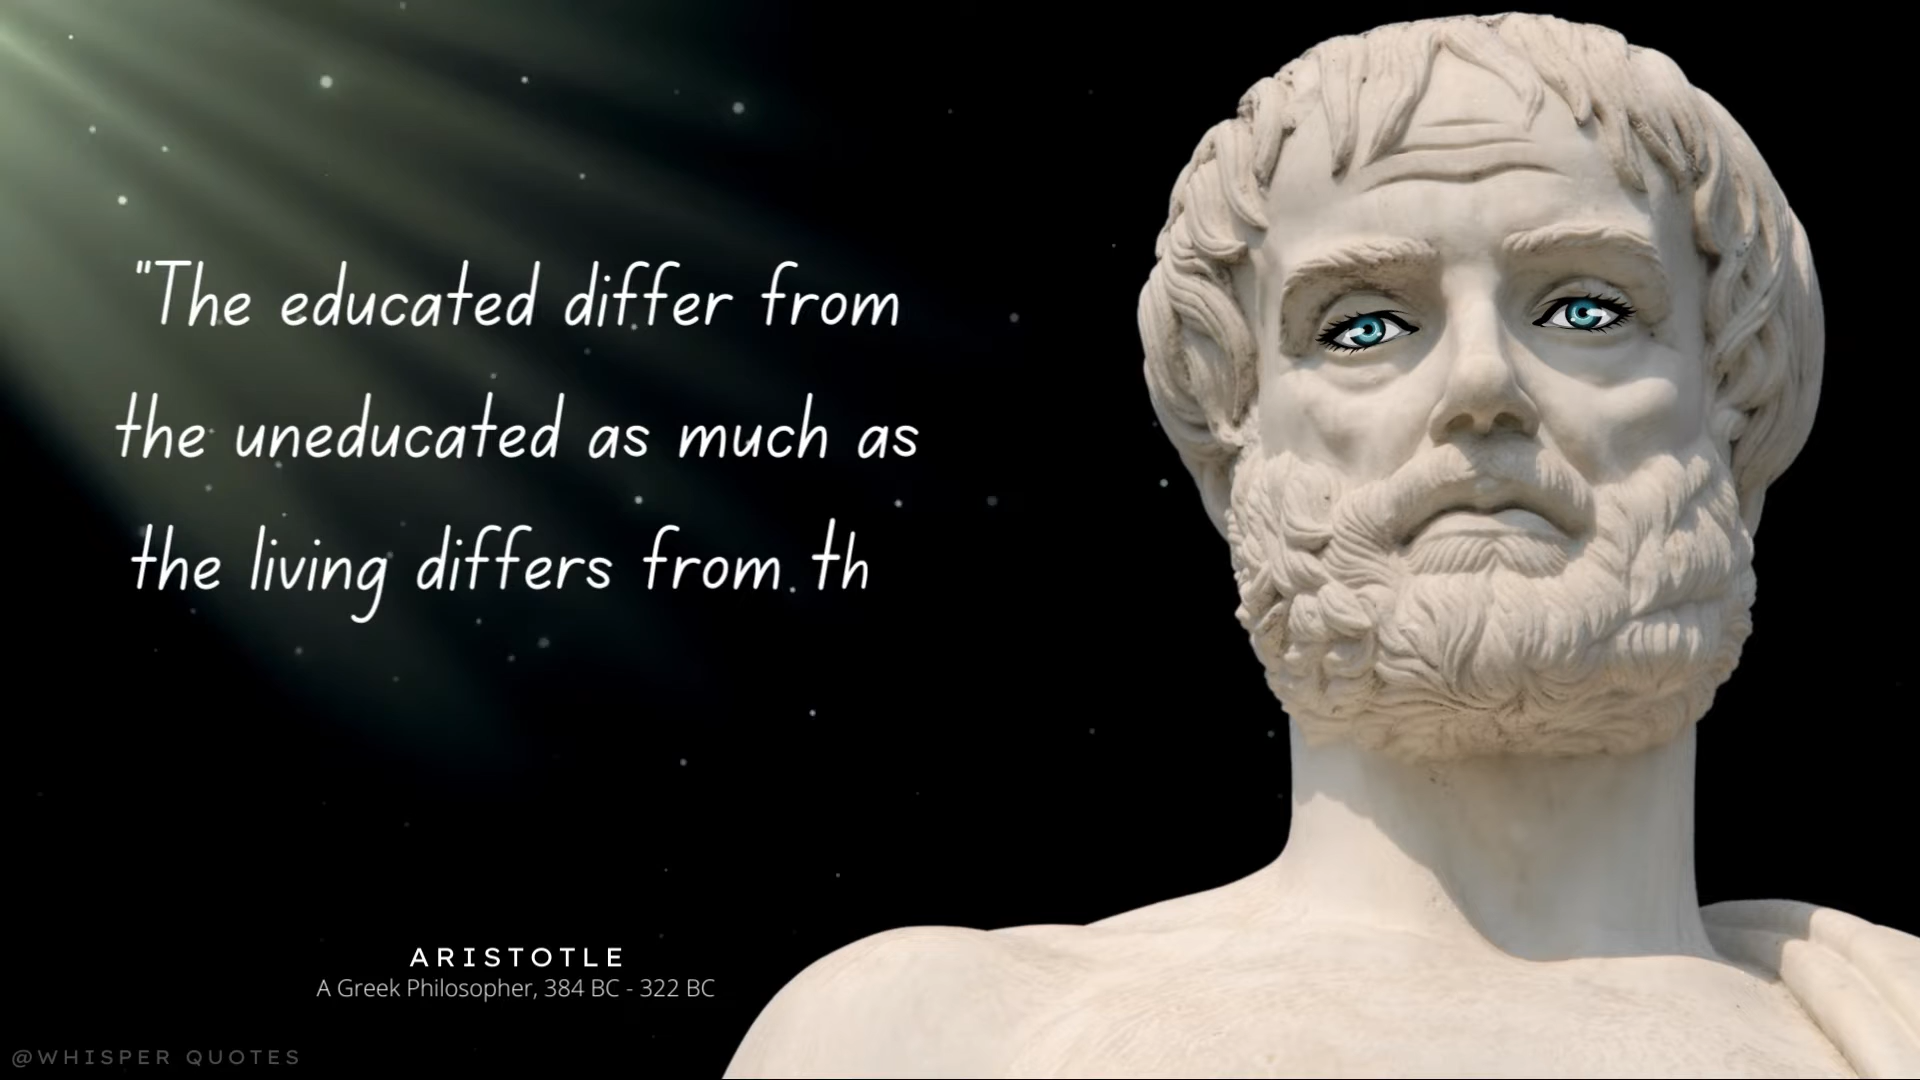 "The educated differ from
the uneducated as much as
the living differs from th
ARISTOTLE
A Greek Philosopher, 384 BC - 322 BC
@WHISPER QUOTES